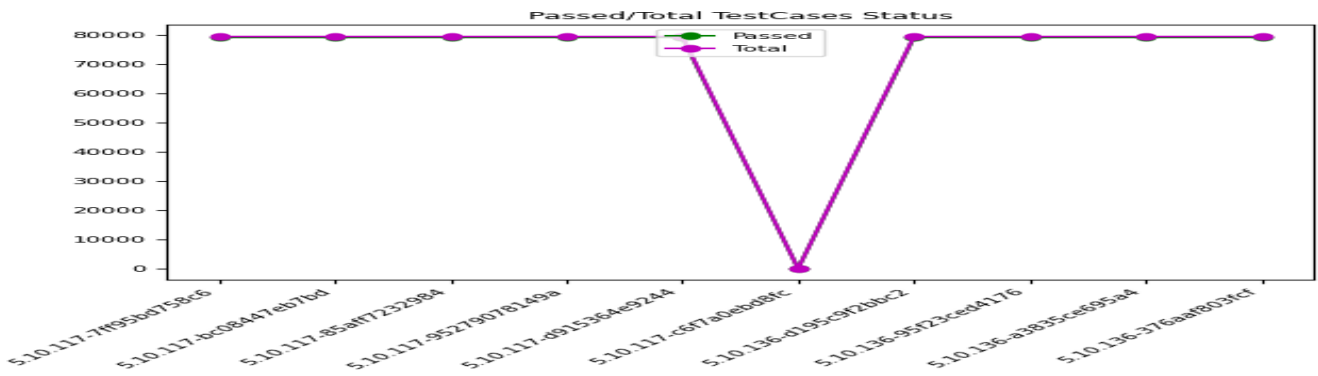 Passed/Total TestCases Status
Passed
Total
80000
70000
60000
50000
40000
30000
20000
10000
0
5.10.117-7ff95bd758c6
5.10.117-bc08447eb7bd
5.10.117-85aff7232984
5.10.117-95279078149a
5.10.117-d915364e9244
5.10.117-c6f7a0ebd8fc
5.10.136-d195c9f2bbc2
5.10.136-95f23ced4176
5.10.136-a3835ce695a4
5.10.136-376aaf803fcf